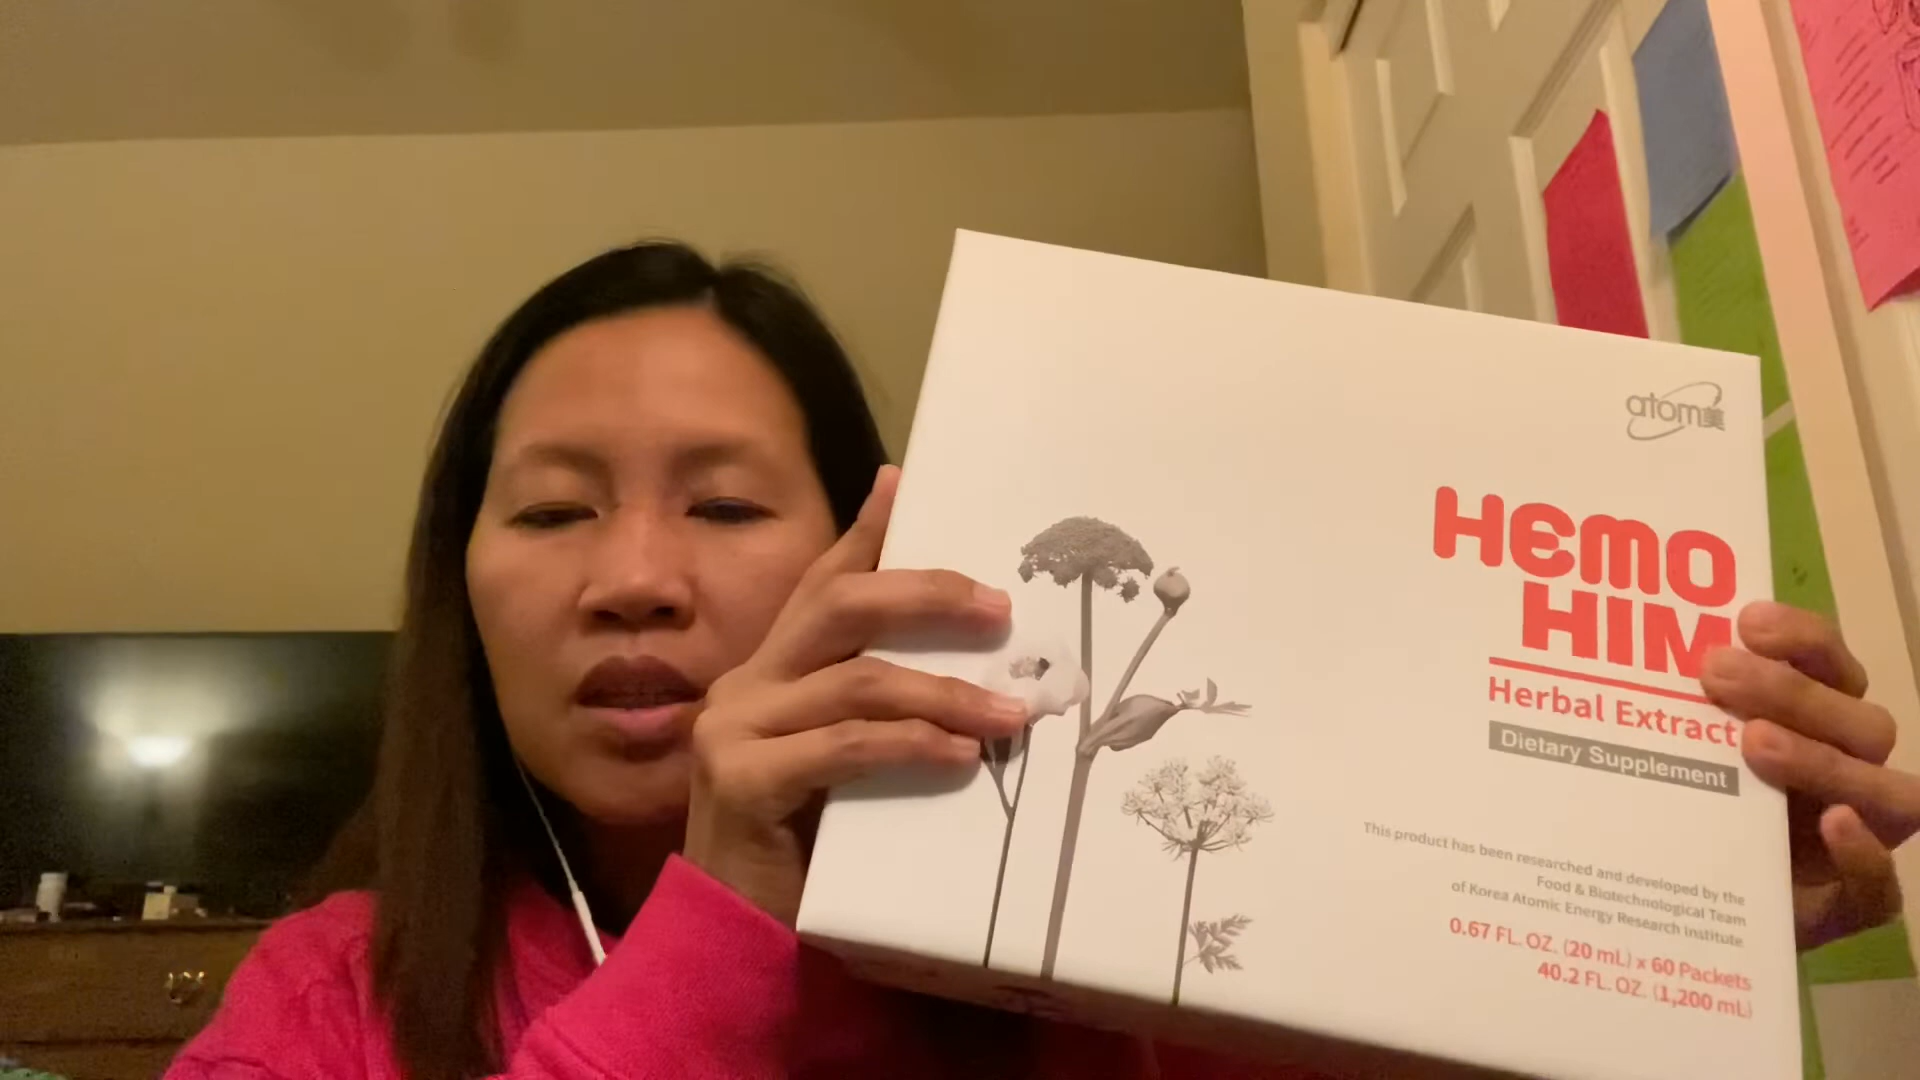 atom美
HEMO
HIM
Herbal Extract
Dietary Supplement
This product has been researched and developed by the
Food & Biotechnological Team
of Korea Atomic Energy Research Institute
0.67 FL. OZ. (20 mL) x 60 Packets
40.2 FL. OZ. (1,200 mL)